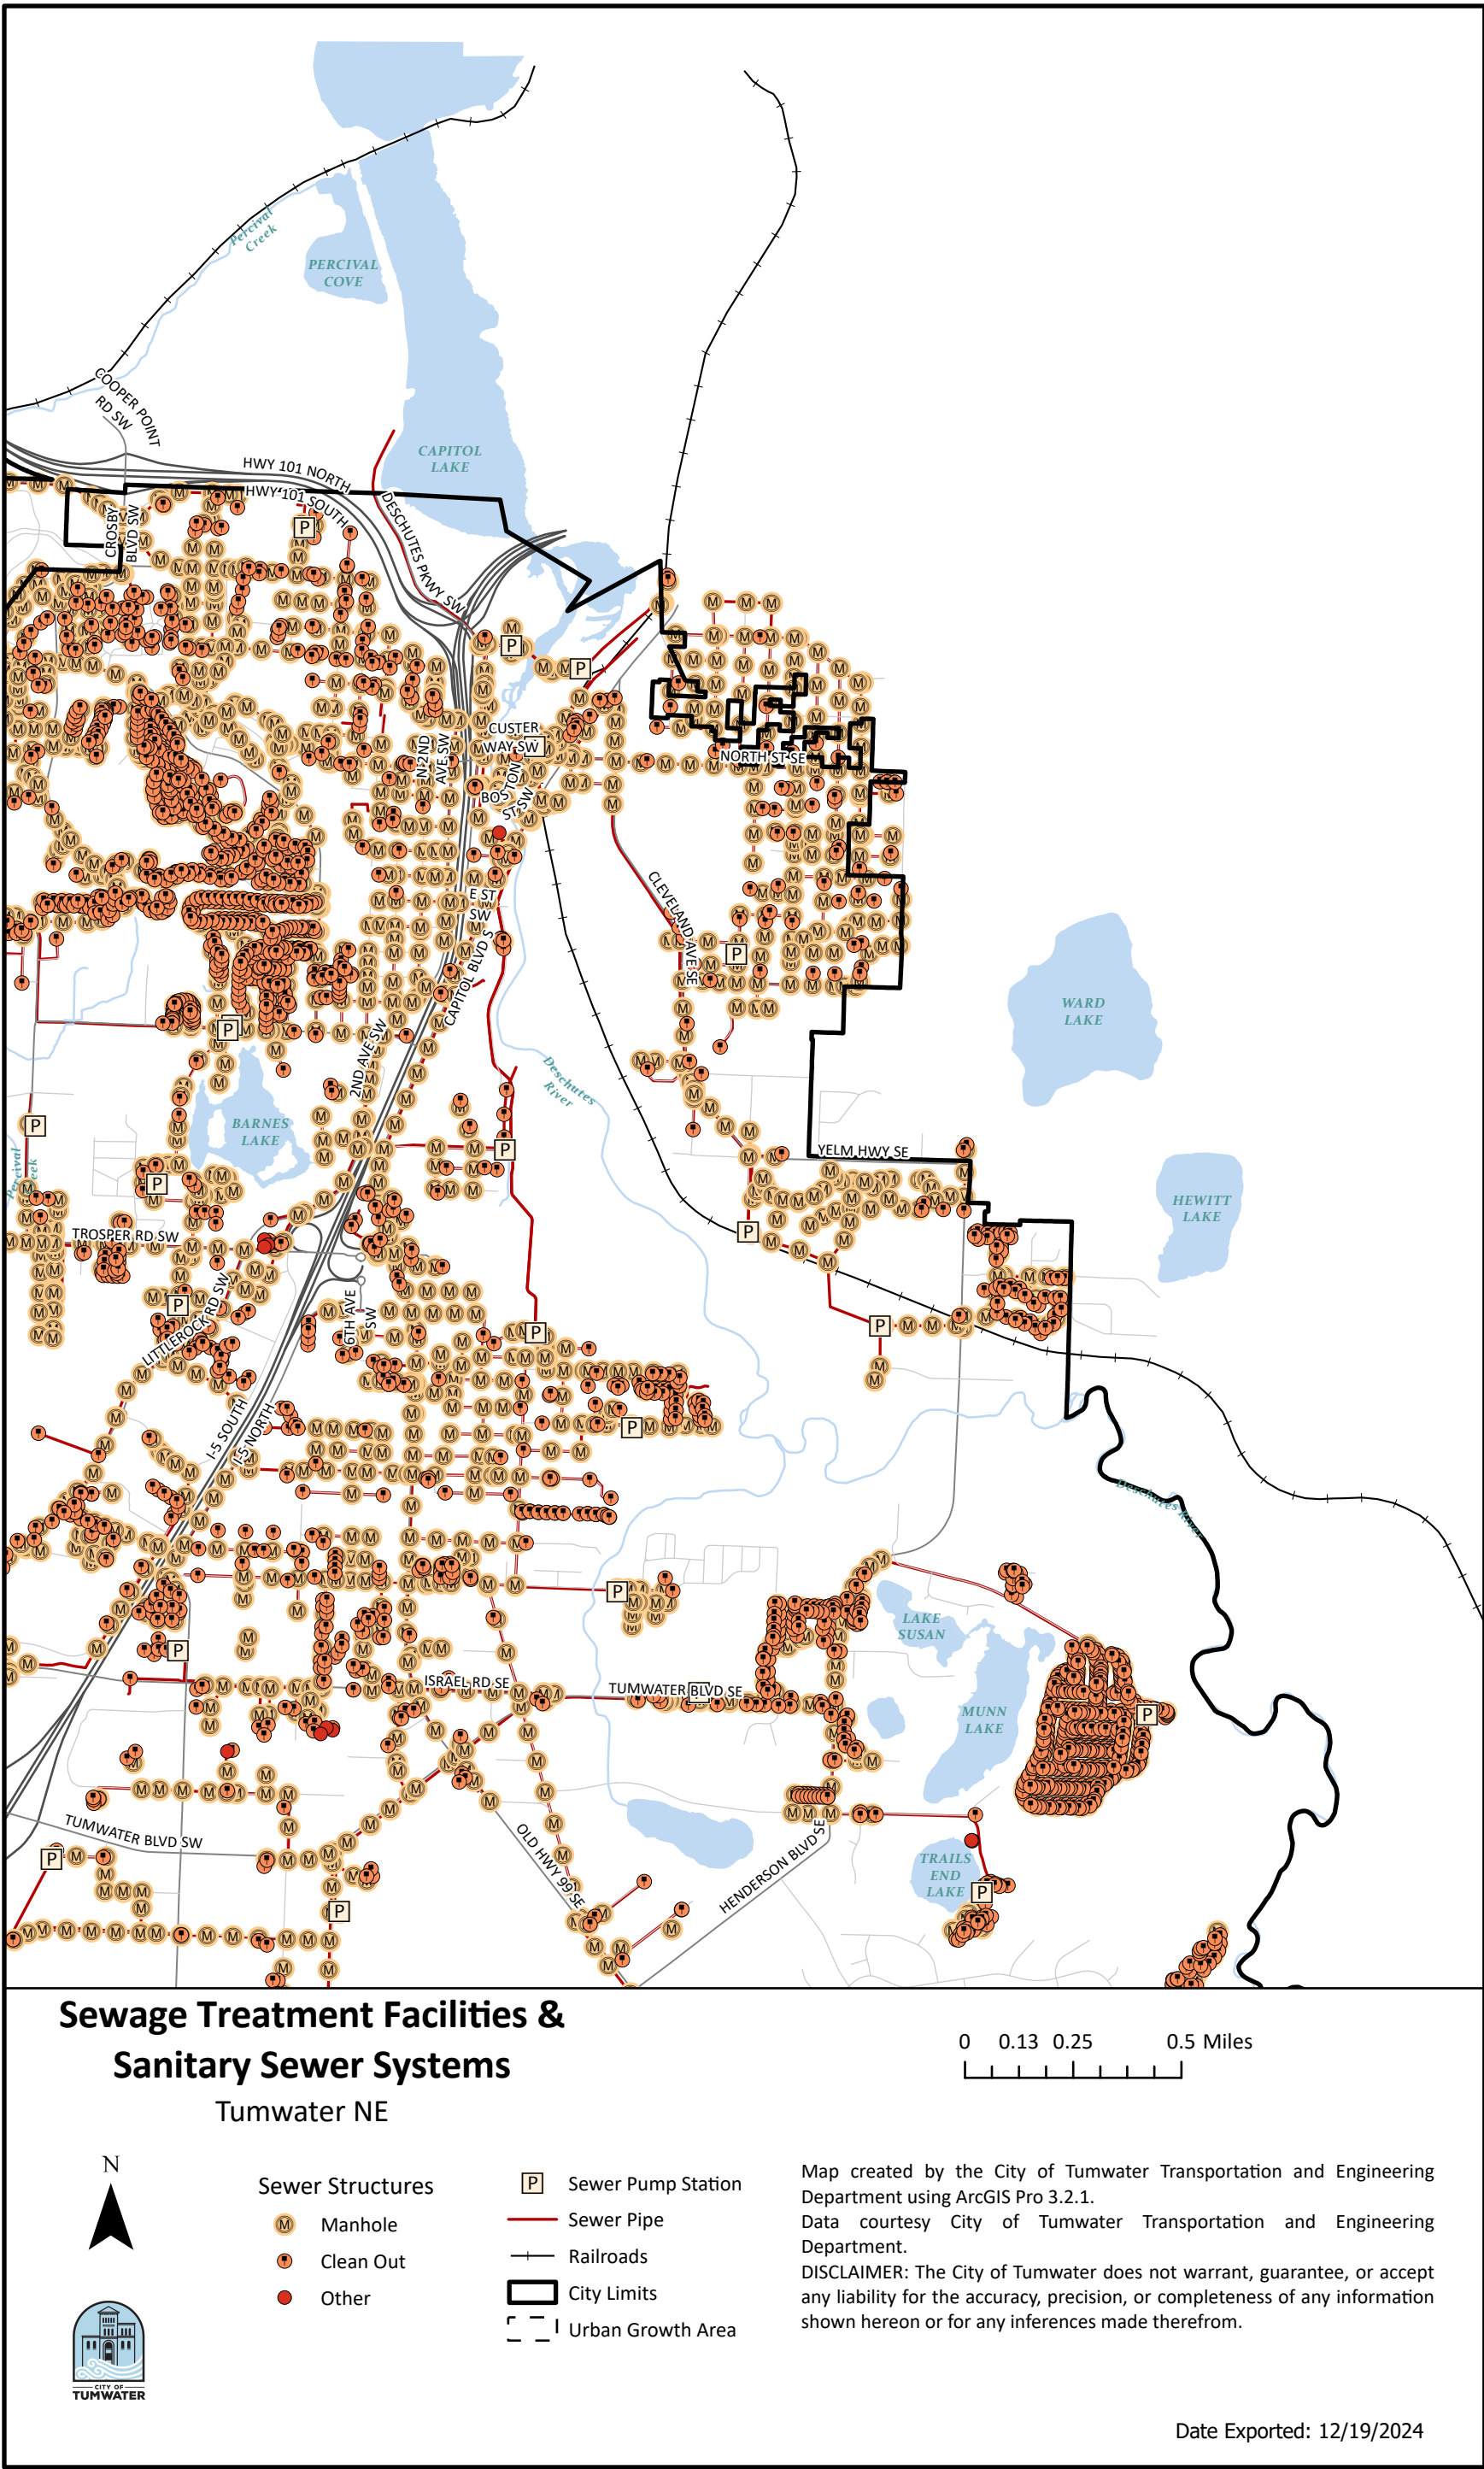 Percival
Creek
PERCIVAL
COVE
COOPER POINT
RD SW
CAPITOL
LAKE
HWY 101 NORTH
HWY 101 SOUTH
CROSBY
BLVD SW
DESCHUTES PKWY SW
CUSTER
WAY SW
N 2ND
AVE SW
BOSTON
ST SW
NORTH ST SE
E ST
SW
CLEVELAND AVE SE
CAPITOL BLVD S
WARD
LAKE
2ND AVE SW
Deschutes
River
BARNES
LAKE
Percival
Creek
YELM HWY SE
HEWITT
LAKE
TROSPER RD SW
6TH AVE
SW
LITTLEROCK RD SW
I-5 SOUTH
I-5 NORTH
Deschutes River
LAKE
SUSAN
ISRAEL RD SE
TUMWATER BLVD SE
MUNN
LAKE
TUMWATER BLVD SW
OLD HWY 99 SE
HENDERSON BLVD SE
TRAILS
END
LAKE
Sewage Treatment Facilities &
Sanitary Sewer Systems
Tumwater NE
0 0.13 0.25 0.5 Miles
N
Sewer Structures
M Manhole
Clean Out
Other
P Sewer Pump Station
Sewer Pipe
Railroads
City Limits
Urban Growth Area
Map created by the City of Tumwater Transportation and Engineering
Department using ArcGIS Pro 3.2.1.
Data courtesy City of Tumwater Transportation and Engineering
Department.
DISCLAIMER: The City of Tumwater does not warrant, guarantee, or accept
any liability for the accuracy, precision, or completeness of any information
shown hereon or for any inferences made therefrom.
CITY OF
TUMWATER
Date Exported: 12/19/2024